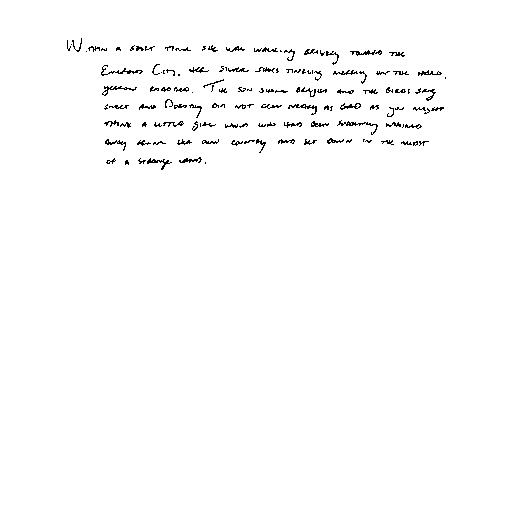 Within a short time she was walking briskly toward the
Emerald City, her silver shoes tinkling merrily on the hard,
yellow roadbed. The sun shone bright and the birds sang
sweet and Dorothy did not feel nearly as bad as you might
think a little girl would who had been suddenly whisked
away from her own country and set down in the midst
of a strange land.